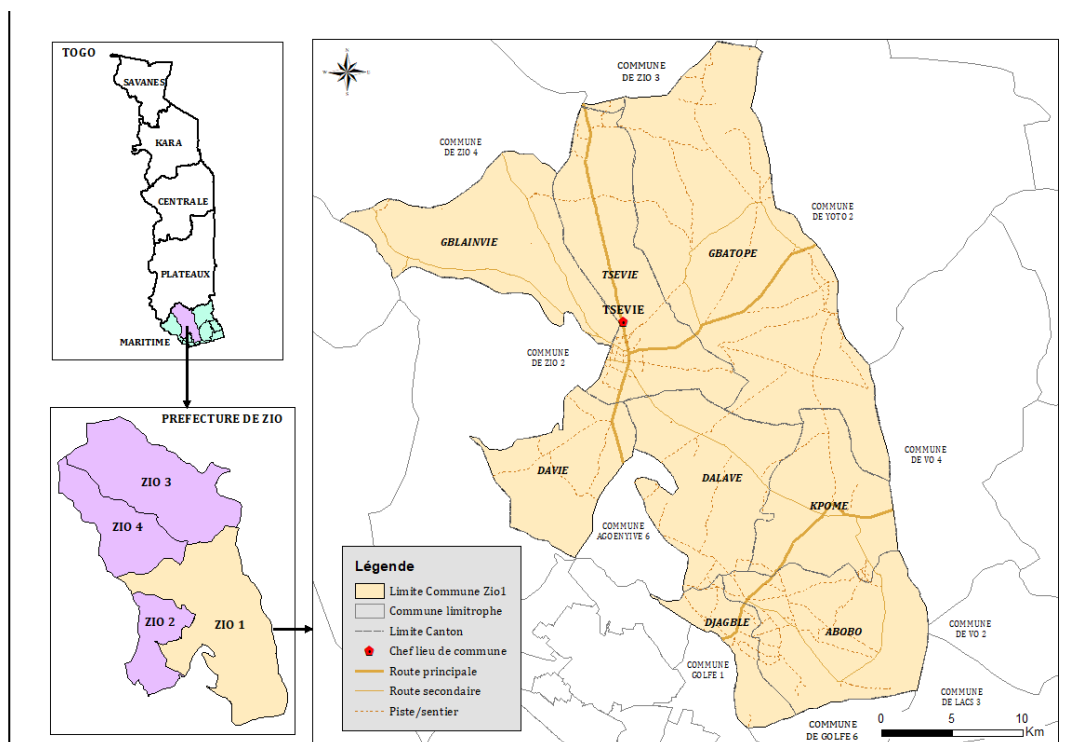 TOGO
SAVANES
KARA
CENTRALE
PLATEAUX
MARITIME
PREFECTURE DE ZIO
ZIO 3
ZIO 4
ZIO 2
ZIO 1
N
W
E
S
COMMUNE
DE ZIO 3
COMMUNE
DE ZIO 4
COMMUNE
DE YOTO 2
GBLAINVIE
GBATOPE
TSEVIE
TSEVIE
COMMUNE
DE ZIO 2
DAVIE
DALAVE
COMMUNE
DE VO 4
KPOME
COMMUNE
AGOENYIVE 6
DJAGBLE
ABOBO
COMMUNE
DE VO 2
COMMUNE
GOLFE 1
COMMUNE
DE LACS 3
COMMUNE
DE GOLFE 6
Légende
Limite Commune Zio1
Commune limitrophe
Limite Canton
Chef lieu de commune
Route principale
Route secondaire
Piste/sentier
0 5 10
Km